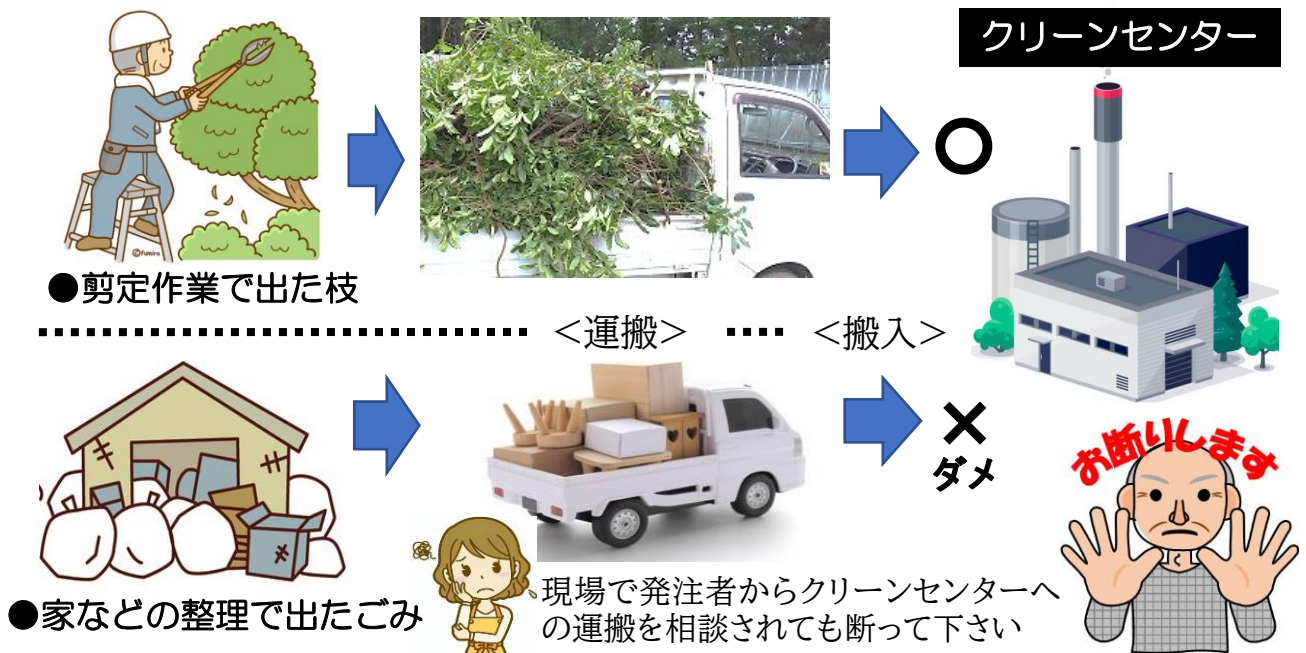 クリーンセンター
〇
©fumira
●剪定作業で出た枝
＜運搬＞
＜搬入＞
×
ダメ
お断りします
●家などの整理で出たごみ
現場で発注者からクリーンセンターへ
の運搬を相談されても断って下さい